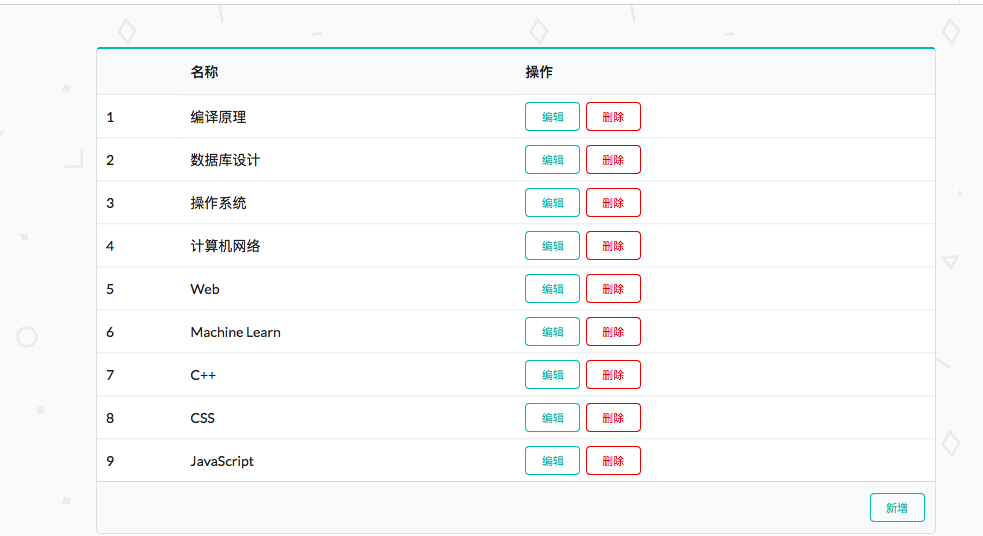 名称 操作
1 编译原理 编辑 删除
2 数据库设计 编辑 删除
3 操作系统 编辑 删除
4 计算机网络 编辑 删除
5 Web 编辑 删除
6 Machine Learn 编辑 删除
7 C++ 编辑 删除
8 CSS 编辑 删除
9 JavaScript 编辑 删除
新增